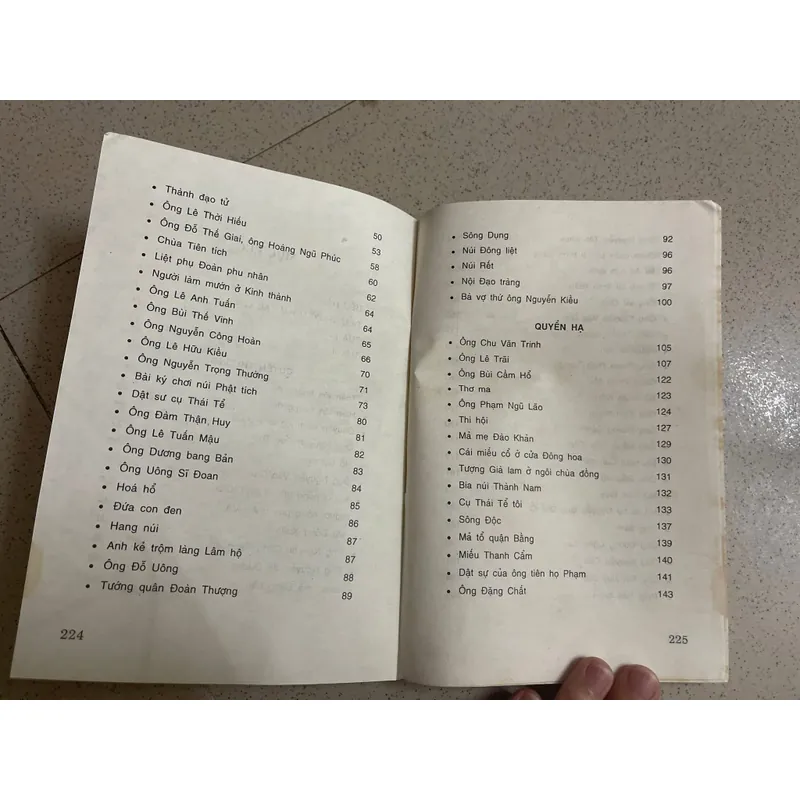 • Thành đạo tử
• Ông Lê Thời Hiếu 50
• Ông Đỗ Thế Giai, ông Hoàng Ngũ Phúc 53
• Chùa Tiên tích 58
• Liệt phụ Đoàn phu nhân 60
• Người làm mướn ở Kinh thành 62
• Ông Lê Anh Tuấn 64
• Ông Bùi Thế Vinh 64
• Ông Nguyễn Công Hoàn 65
• Ông Lê Hữu Kiều 66
• Ông Nguyễn Trọng Thường 70
• Bài ký chơi núi Phật tích 71
• Dật sư cụ Thái Tể 73
• Ông Đàm Thận Huy 80
• Ông Lê Tuấn Mậu 81
• Ông Dương bang Bản 82
• Ông Uông Sĩ Đoan 83
• Hoá hổ 84
• Đứa con đen 85
• Hang núi 87
• Anh kẻ trộm làng Lâm hộ 87
• Ông Đỗ Uông 88
• Tướng quân Đoàn Thượng 89
224
• Sông Dụng 92
• Núi Đông liệt 96
• Núi Rết 96
• Nội Đạo tràng 97
• Bà vợ thứ ông Nguyễn Kiều 100
QUYỂN HẠ
• Ông Chu Văn Trinh 105
• Ông Lê Trãi 107
• Ông Bùi Cầm Hổ 122
• Thơ ma 123
• Ông Phạm Ngũ Lão 124
• Thi hội 127
• Mả mẹ Đào Khản 129
• Cái miếu cổ ở cửa Đông hoa 130
• Tượng Già lam ở ngôi chùa đồng 131
• Bia núi Thành Nam 132
• Cụ Thái Tể tôi 133
• Sông Độc 137
• Mả tổ quận Bằng 139
• Miếu Thanh Cẩm 140
• Dật sự của ông tiên họ Phạm 141
• Ông Đặng Chất 143
225